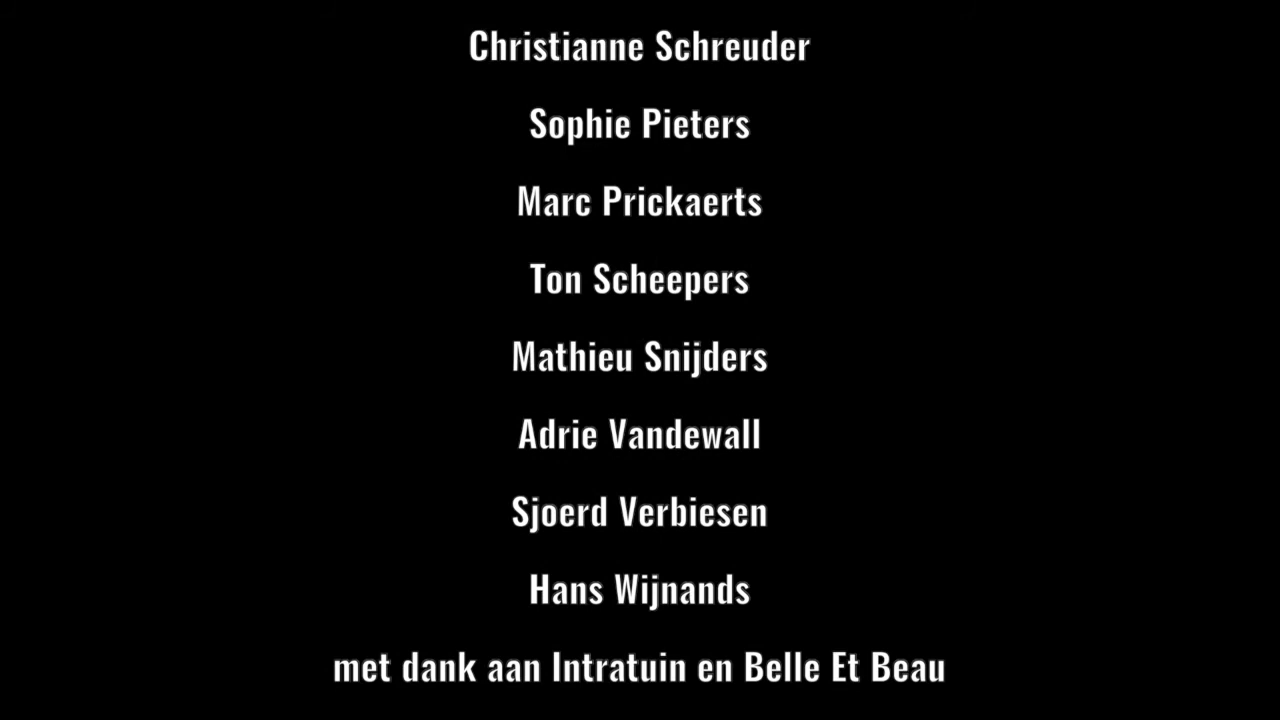 Christianne Schreuder
Sophie Pieters
Marc Prickaerts
Ton Scheepers
Mathieu Snijders
Adrie Vandewall
Sjoerd Verbiesen
Hans Wijnands
met dank aan Intratuin en Belle Et Beau